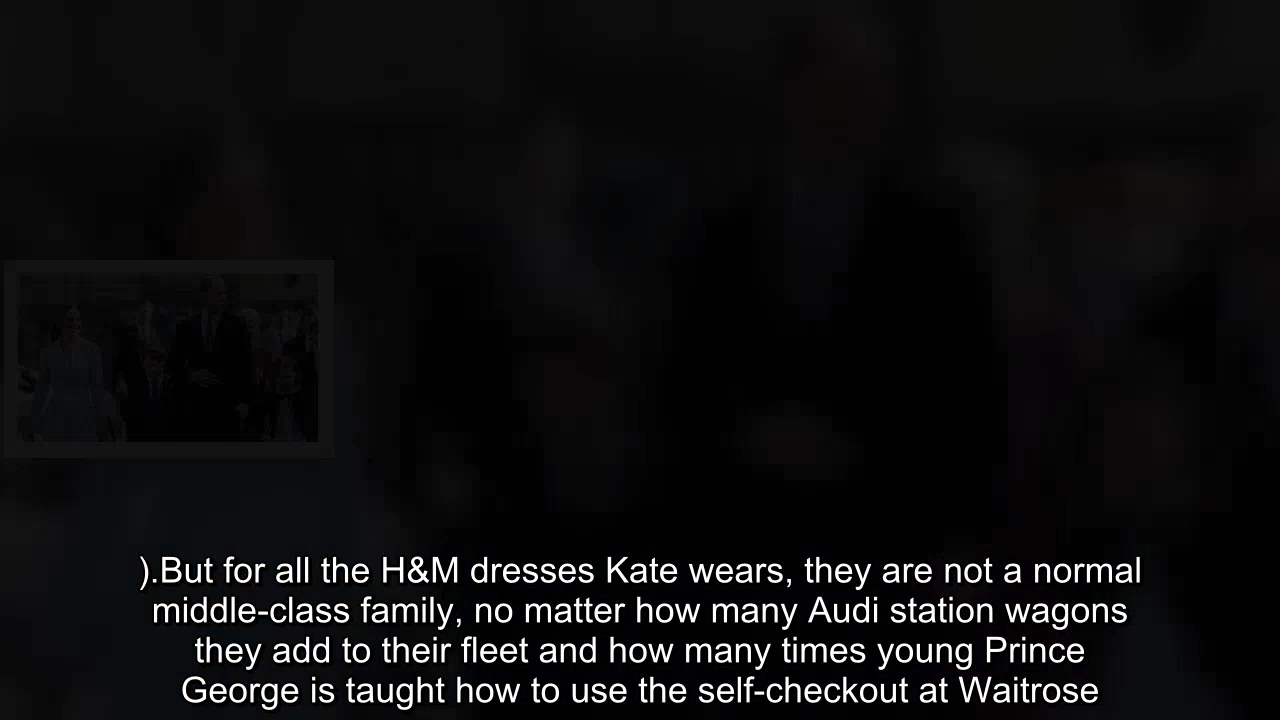 ).But for all the H&M dresses Kate wears, they are not a normal
middle-class family, no matter how many Audi station wagons
they add to their fleet and how many times young Prince
George is taught how to use the self-checkout at Waitrose